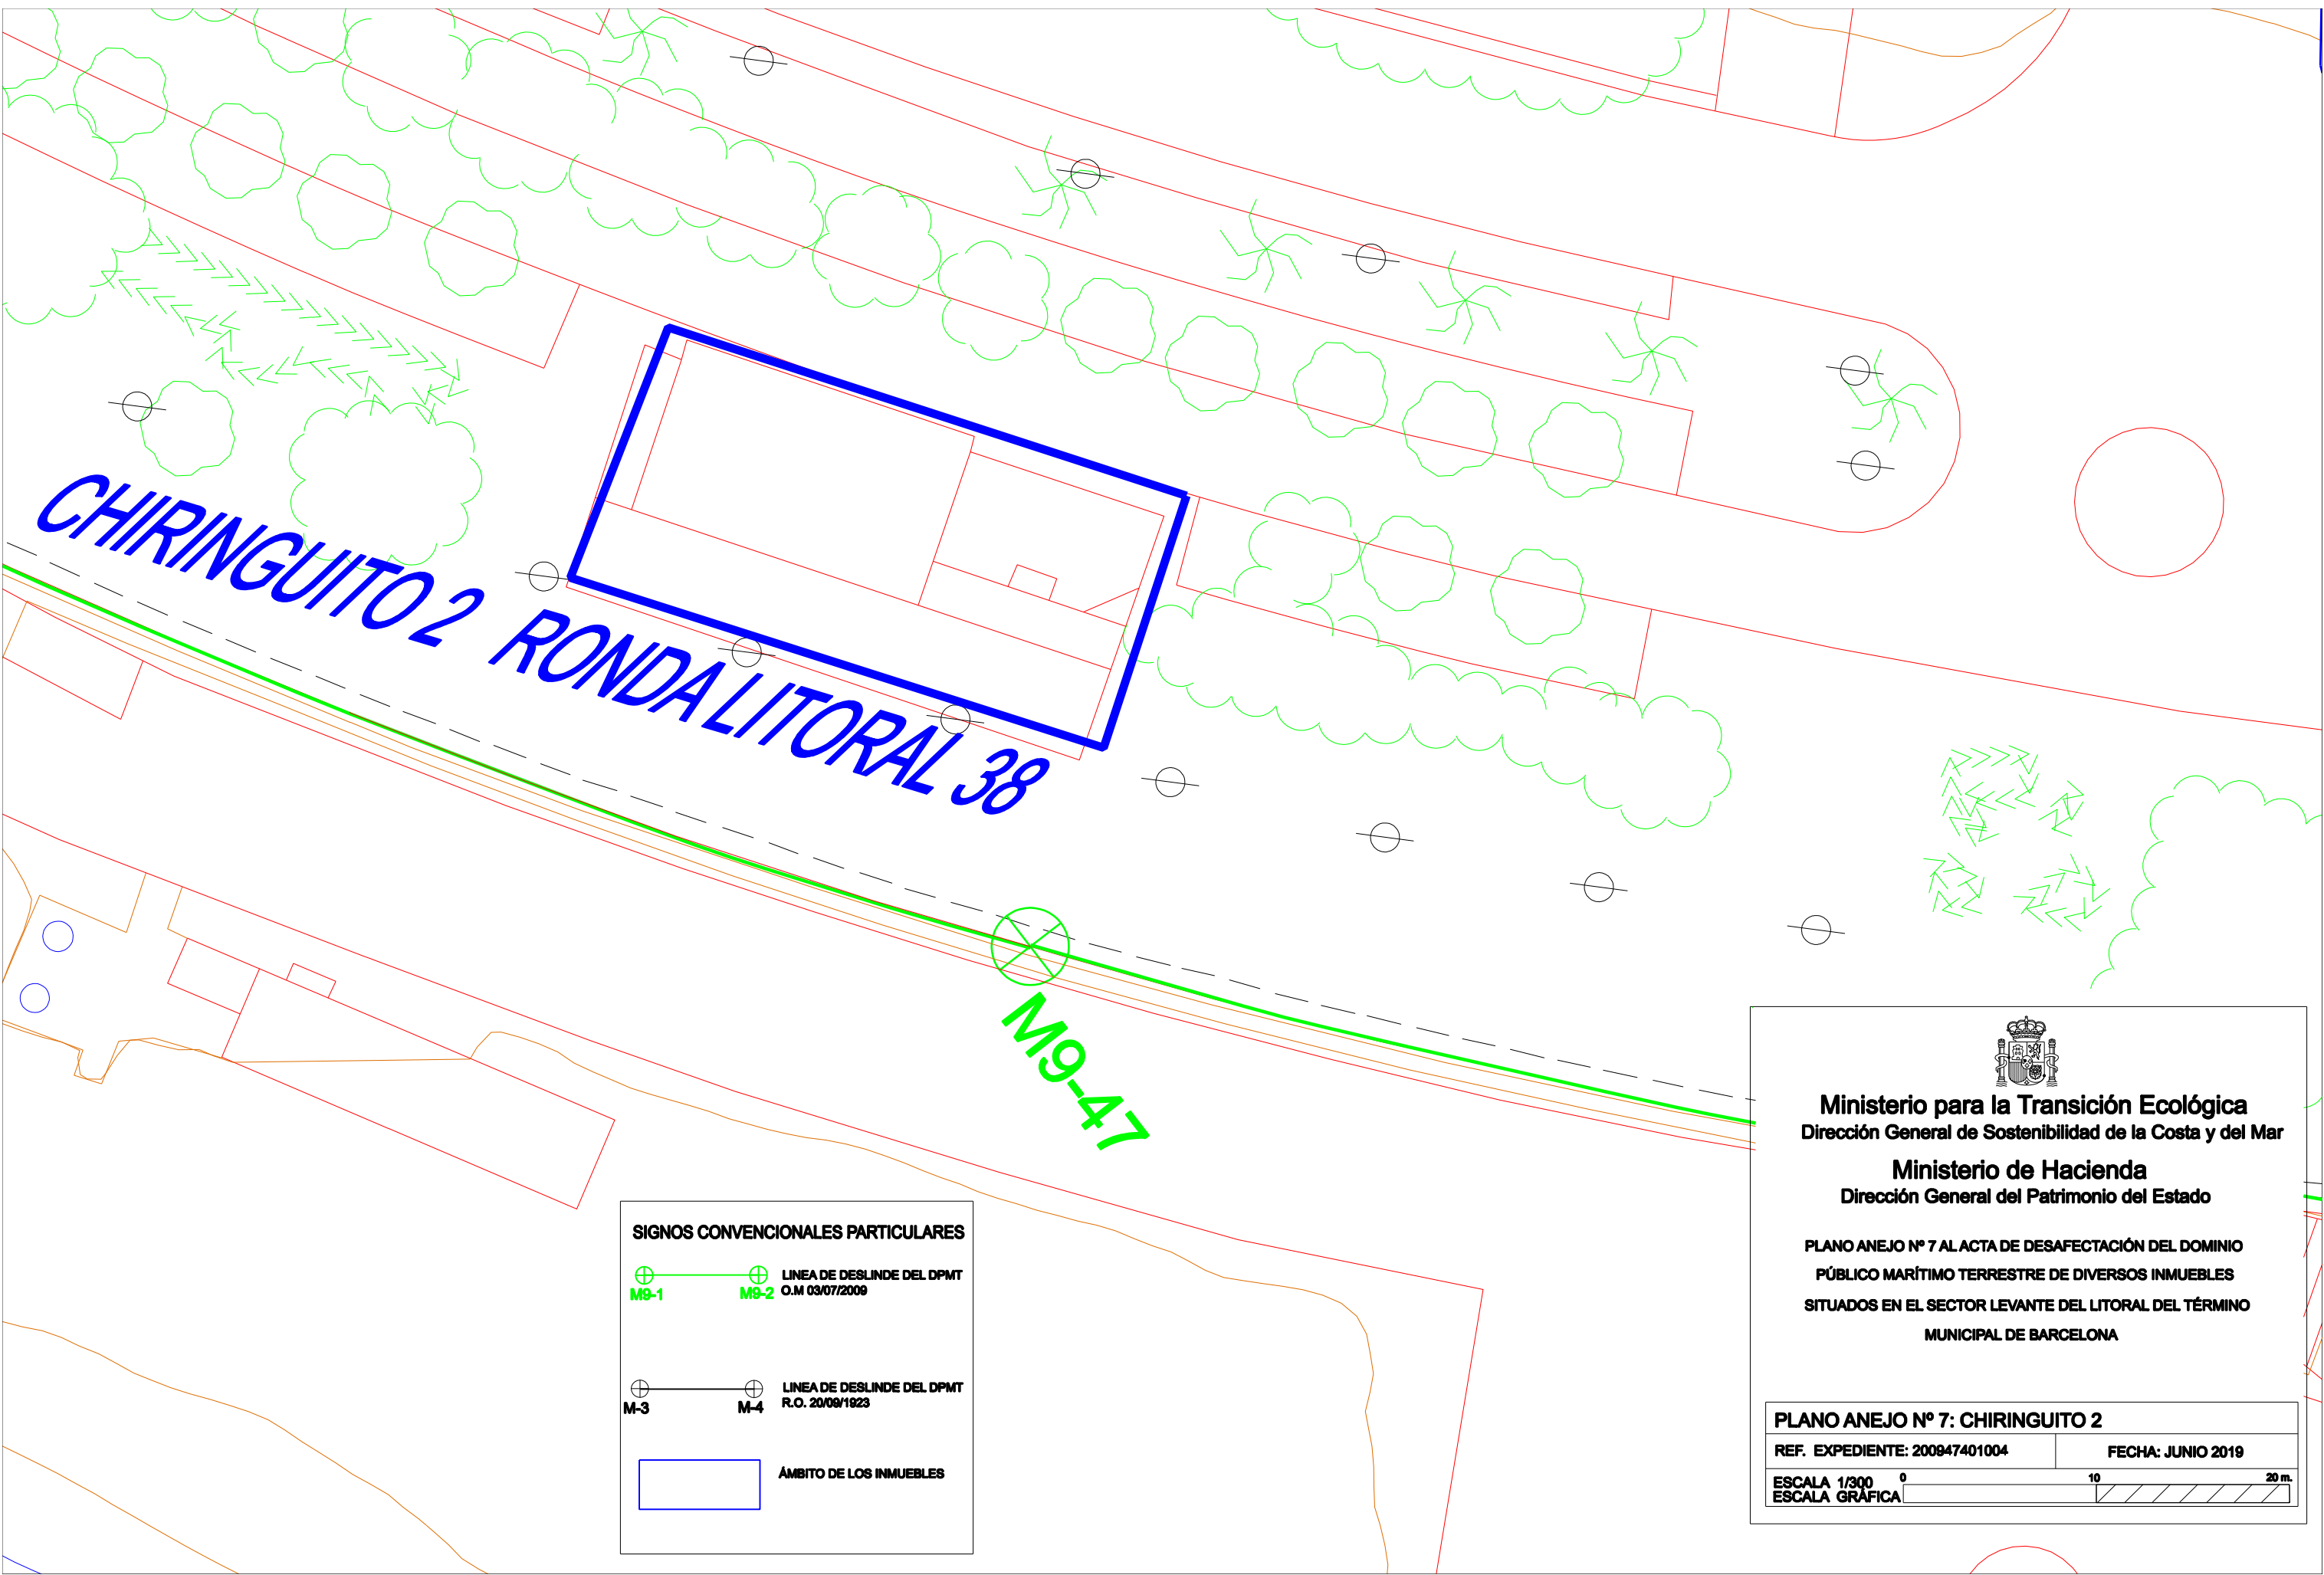 CHIRINGUITO 2 RONDA LITORAL 38
M9-47
SIGNOS CONVENCIONALES PARTICULARES
M9-1
M9-2
LINEA DE DESLINDE DEL DPMT
O.M 03/07/2009
M-3
M-4
LINEA DE DESLINDE DEL DPMT
R.O. 20/09/1923
ÁMBITO DE LOS INMUEBLES
Ministerio para la Transición Ecológica
Dirección General de Sostenibilidad de la Costa y del Mar
Ministerio de Hacienda
Dirección General del Patrimonio del Estado
PLANO ANEJO Nº 7 AL ACTA DE DESAFECTACIÓN DEL DOMINIO
PÚBLICO MARÍTIMO TERRESTRE DE DIVERSOS INMUEBLES
SITUADOS EN EL SECTOR LEVANTE DEL LITORAL DEL TÉRMINO
MUNICIPAL DE BARCELONA
PLANO ANEJO Nº 7: CHIRINGUITO 2
REF. EXPEDIENTE: 200947401004
FECHA: JUNIO 2019
ESCALA 1/300
ESCALA GRÁFICA
0 10 20 m.